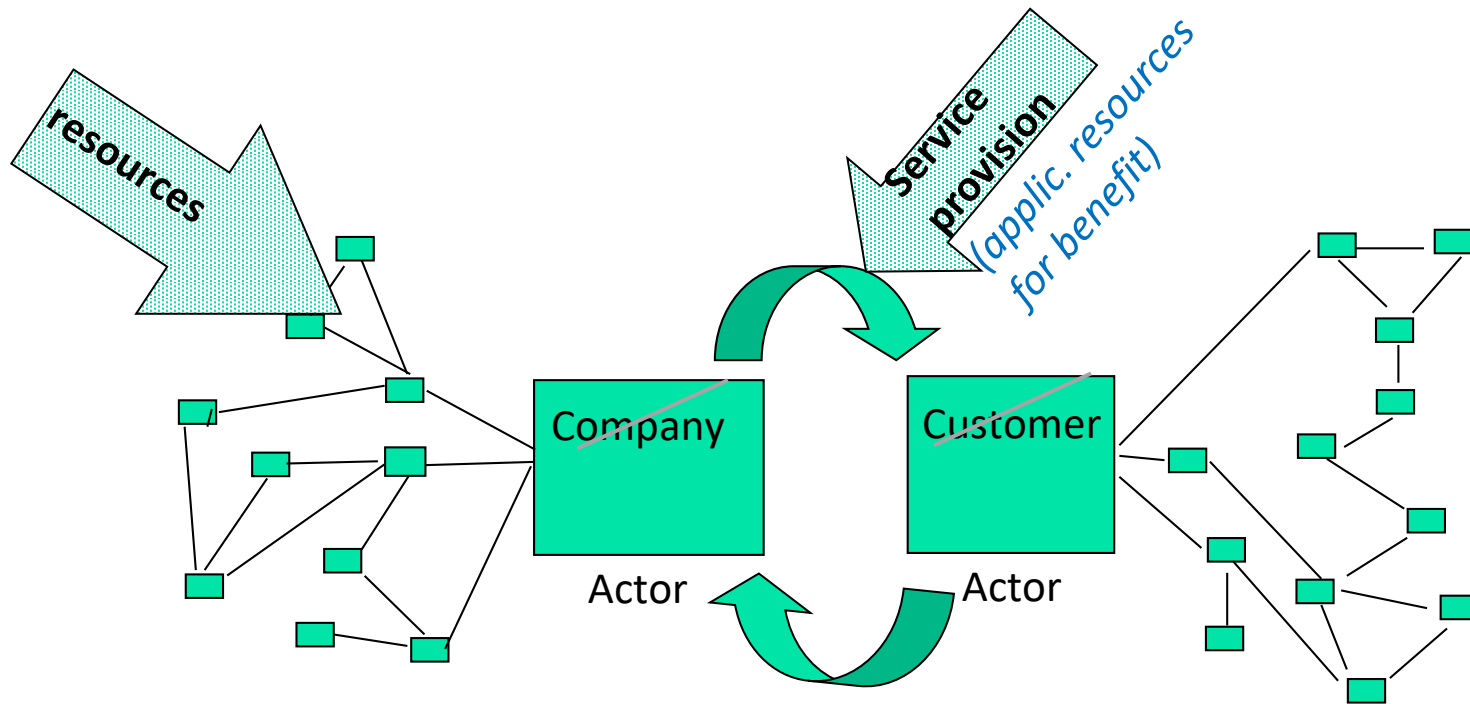 resources
Service
provision
(applic. resources
for benefit)
Company
Customer
Actor
Actor